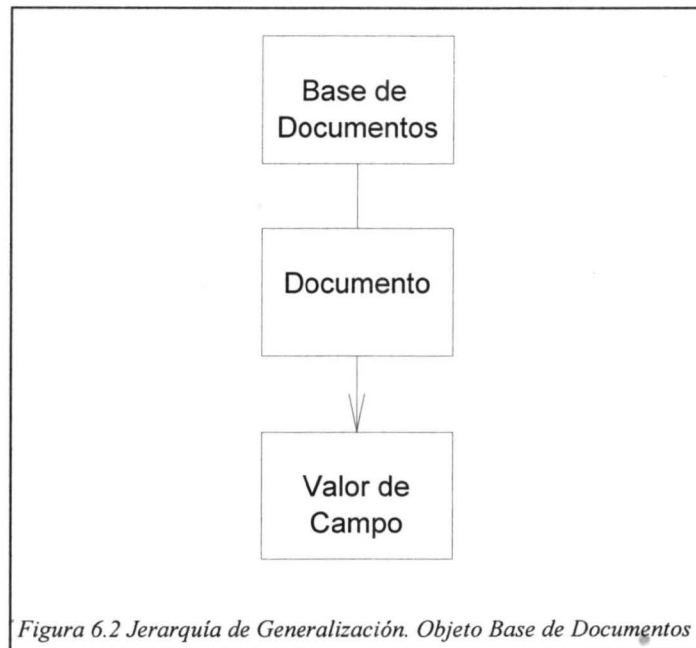 Base de
Documentos
Documento
Valor de
Campo
Figura 6.2 Jerarquía de Generalización. Objeto Base de Documentos